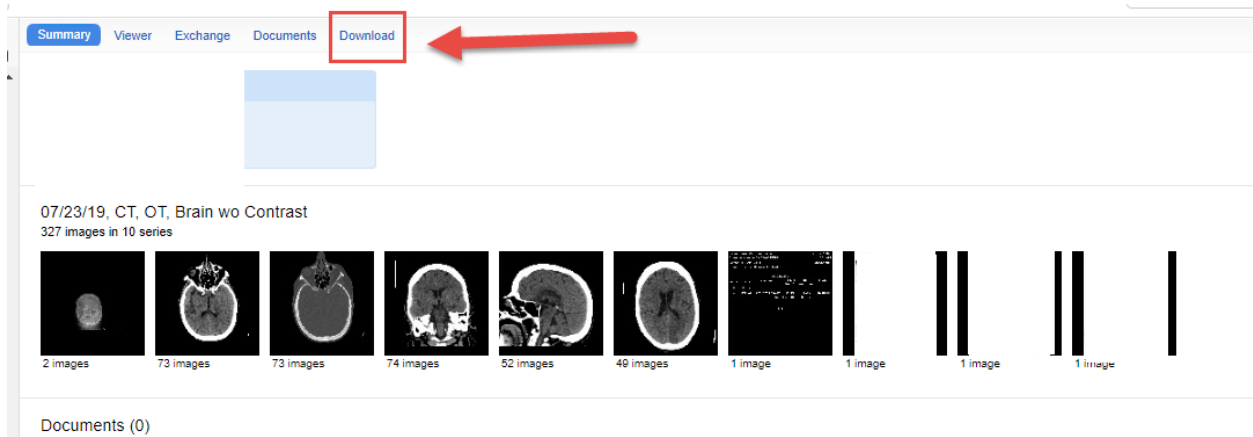 Summary Viewer Exchange Documents Download
07/23/19, CT, OT, Brain wo Contrast
327 images in 10 series
2 images 73 images 73 images 74 images 52 images 49 images 1 image 1 image 1 image 1 image
Documents (0)